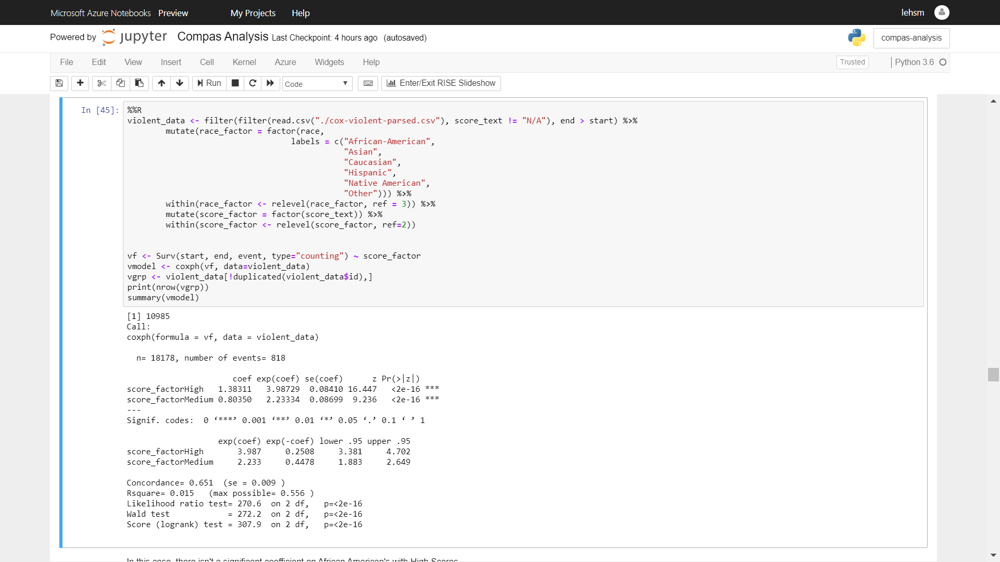 Microsoft Azure Notebooks Preview My Projects Help lehsm
Powered by jupyter Compas Analysis Last Checkpoint: 4 hours ago (autosaved) compas-analysis
File Edit View Insert Cell Kernel Azure Widgets Help Trusted Python 3.6
Run Code Enter/Exit RISE Slideshow
In [45]: %%R
violent_data <- filter(filter(read.csv("./cox-violent-parsed.csv"), score_text != "N/A"), end > start) %>%
        mutate(race_factor = factor(race,
                                  labels = c("African-American",
                                             "Asian",
                                             "Caucasian",
                                             "Hispanic",
                                             "Native American",
                                             "Other"))) %>%
        within(race_factor <- relevel(race_factor, ref = 3)) %>%
        mutate(score_factor = factor(score_text)) %>%
        within(score_factor <- relevel(score_factor, ref=2))
vf <- Surv(start, end, event, type="counting") ~ score_factor
vmodel <- coxph(vf, data=violent_data)
vgrp <- violent_data[!duplicated(violent_data$id),]
print(nrow(vgrp))
summary(vmodel)
[1] 10985
Call:
coxph(formula = vf, data = violent_data)
  n= 18178, number of events= 818
                      coef exp(coef) se(coef)      z Pr(>|z|)
score_factorHigh   1.38311   3.98729  0.08410 16.447   <2e-16 ***
score_factorMedium 0.80350   2.23334  0.08699  9.236   <2e-16 ***
---
Signif. codes:  0 ‘***’ 0.001 ‘**’ 0.01 ‘*’ 0.05 ‘.’ 0.1 ‘ ’ 1
                   exp(coef) exp(-coef) lower .95 upper .95
score_factorHigh       3.987     0.2508     3.381     4.702
score_factorMedium     2.233     0.4478     1.883     2.649
Concordance= 0.651  (se = 0.009 )
Rsquare= 0.015   (max possible= 0.556 )
Likelihood ratio test= 270.6  on 2 df,   p=<2e-16
Wald test            = 272.2  on 2 df,   p=<2e-16
Score (logrank) test = 307.9  on 2 df,   p=<2e-16
In this case, there isn't a significant coefficient on African American's with High Scores.